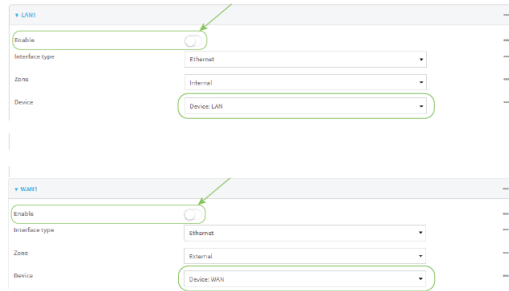 ▼ LAN1
Enable
Interface type
Ethernet
Zone
Internal
Device
Device: LAN
▼ WAN1
Enable
Interface type
Ethernet
Zone
External
Device
Device: WAN